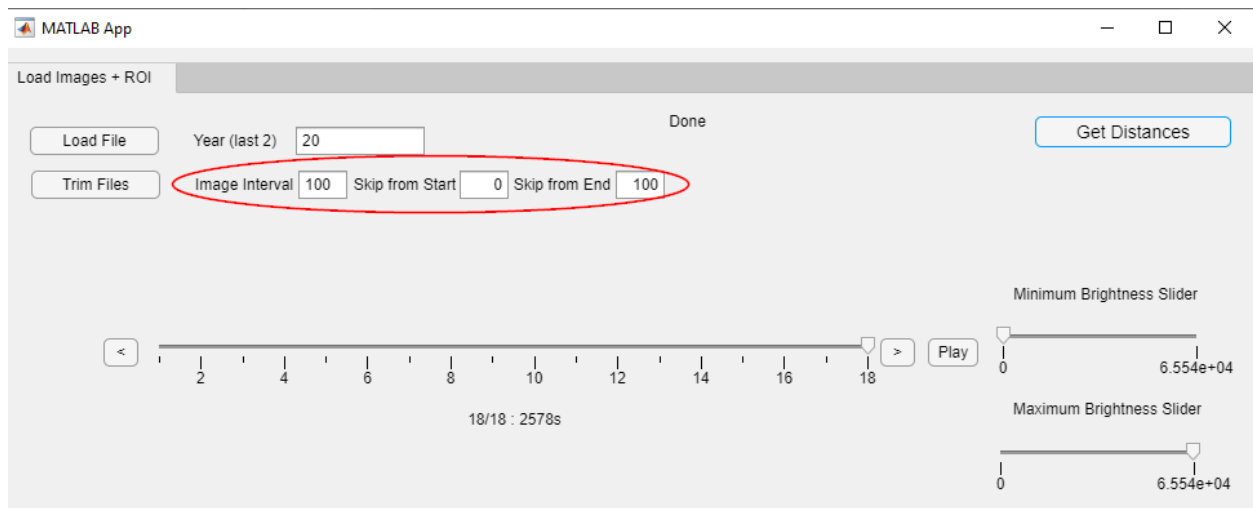 MATLAB App
Load Images + ROI
Load File
Year (last 2)
20
Done
Get Distances
Trim Files
Image Interval
100
Skip from Start
0
Skip from End
100
Minimum Brightness Slider
0
6.554e+04
<
2
4
6
8
10
12
14
16
18
>
Play
18/18 : 2578s
Maximum Brightness Slider
0
6.554e+04